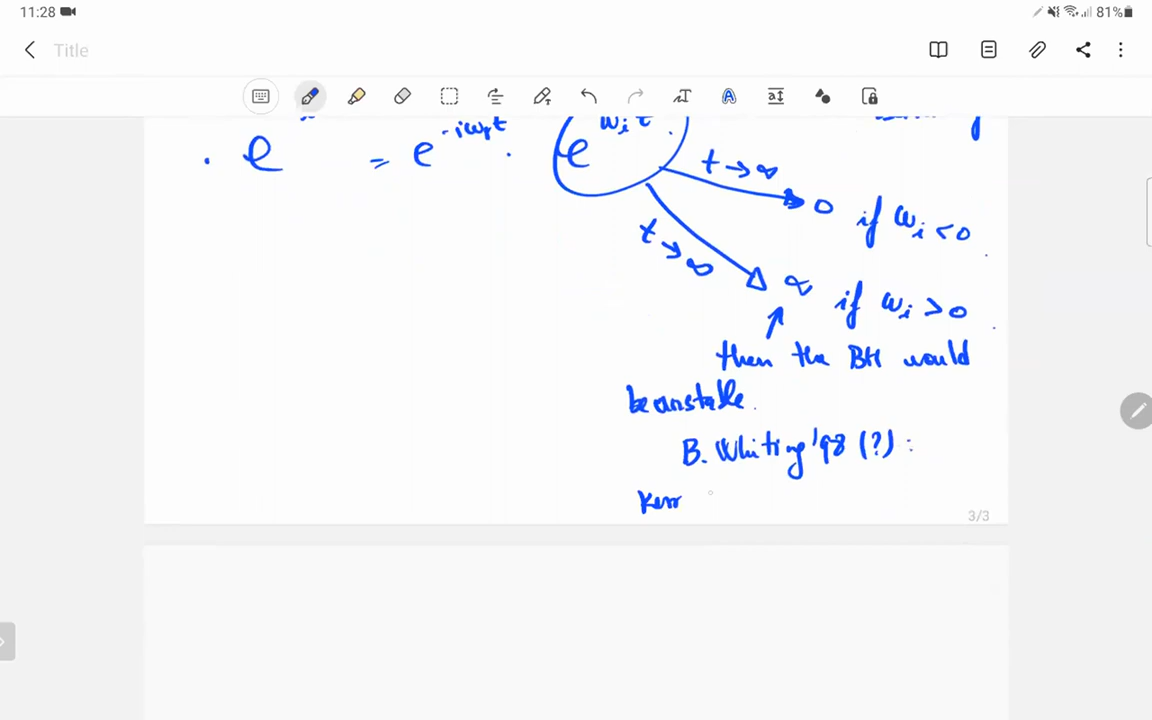 11:28 81%
Title
· e = e^{-iω_r t} · e^{ω_i t}
t → ∞ 0 if ω_i < 0
t → ∞ ∞ if ω_i > 0
then the BH would
be unstable.
B. Whiting '98 (?) :
Kerr
3/3